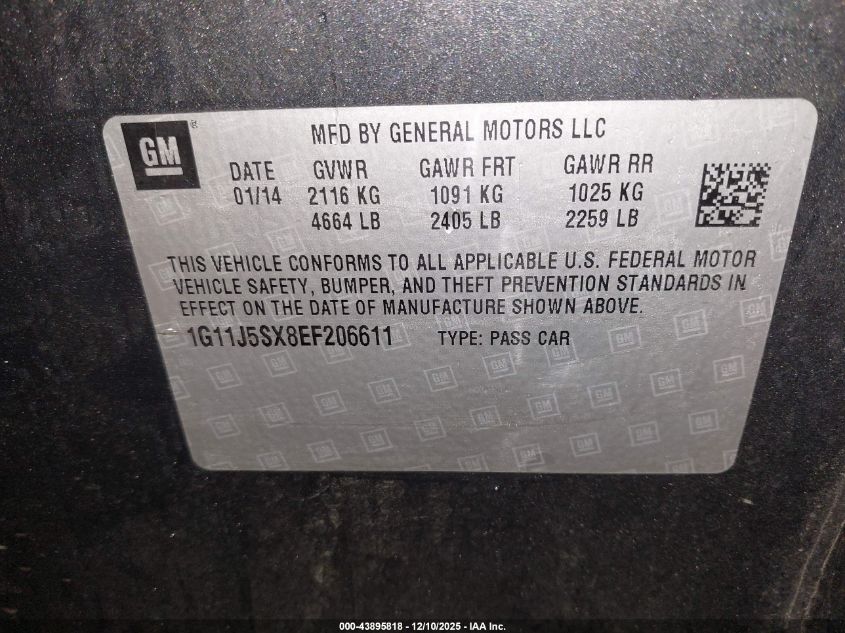 GM
MFD BY GENERAL MOTORS LLC
DATE GVWR GAWR FRT GAWR RR
01/14 2116 KG 1091 KG 1025 KG
4664 LB 2405 LB 2259 LB
THIS VEHICLE CONFORMS TO ALL APPLICABLE U.S. FEDERAL MOTOR
VEHICLE SAFETY, BUMPER, AND THEFT PREVENTION STANDARDS IN
EFFECT ON THE DATE OF MANUFACTURE SHOWN ABOVE.
1G11J5SX8EF206611 TYPE: PASS CAR
000-43895818 - 12/10/2025 - IAA Inc.